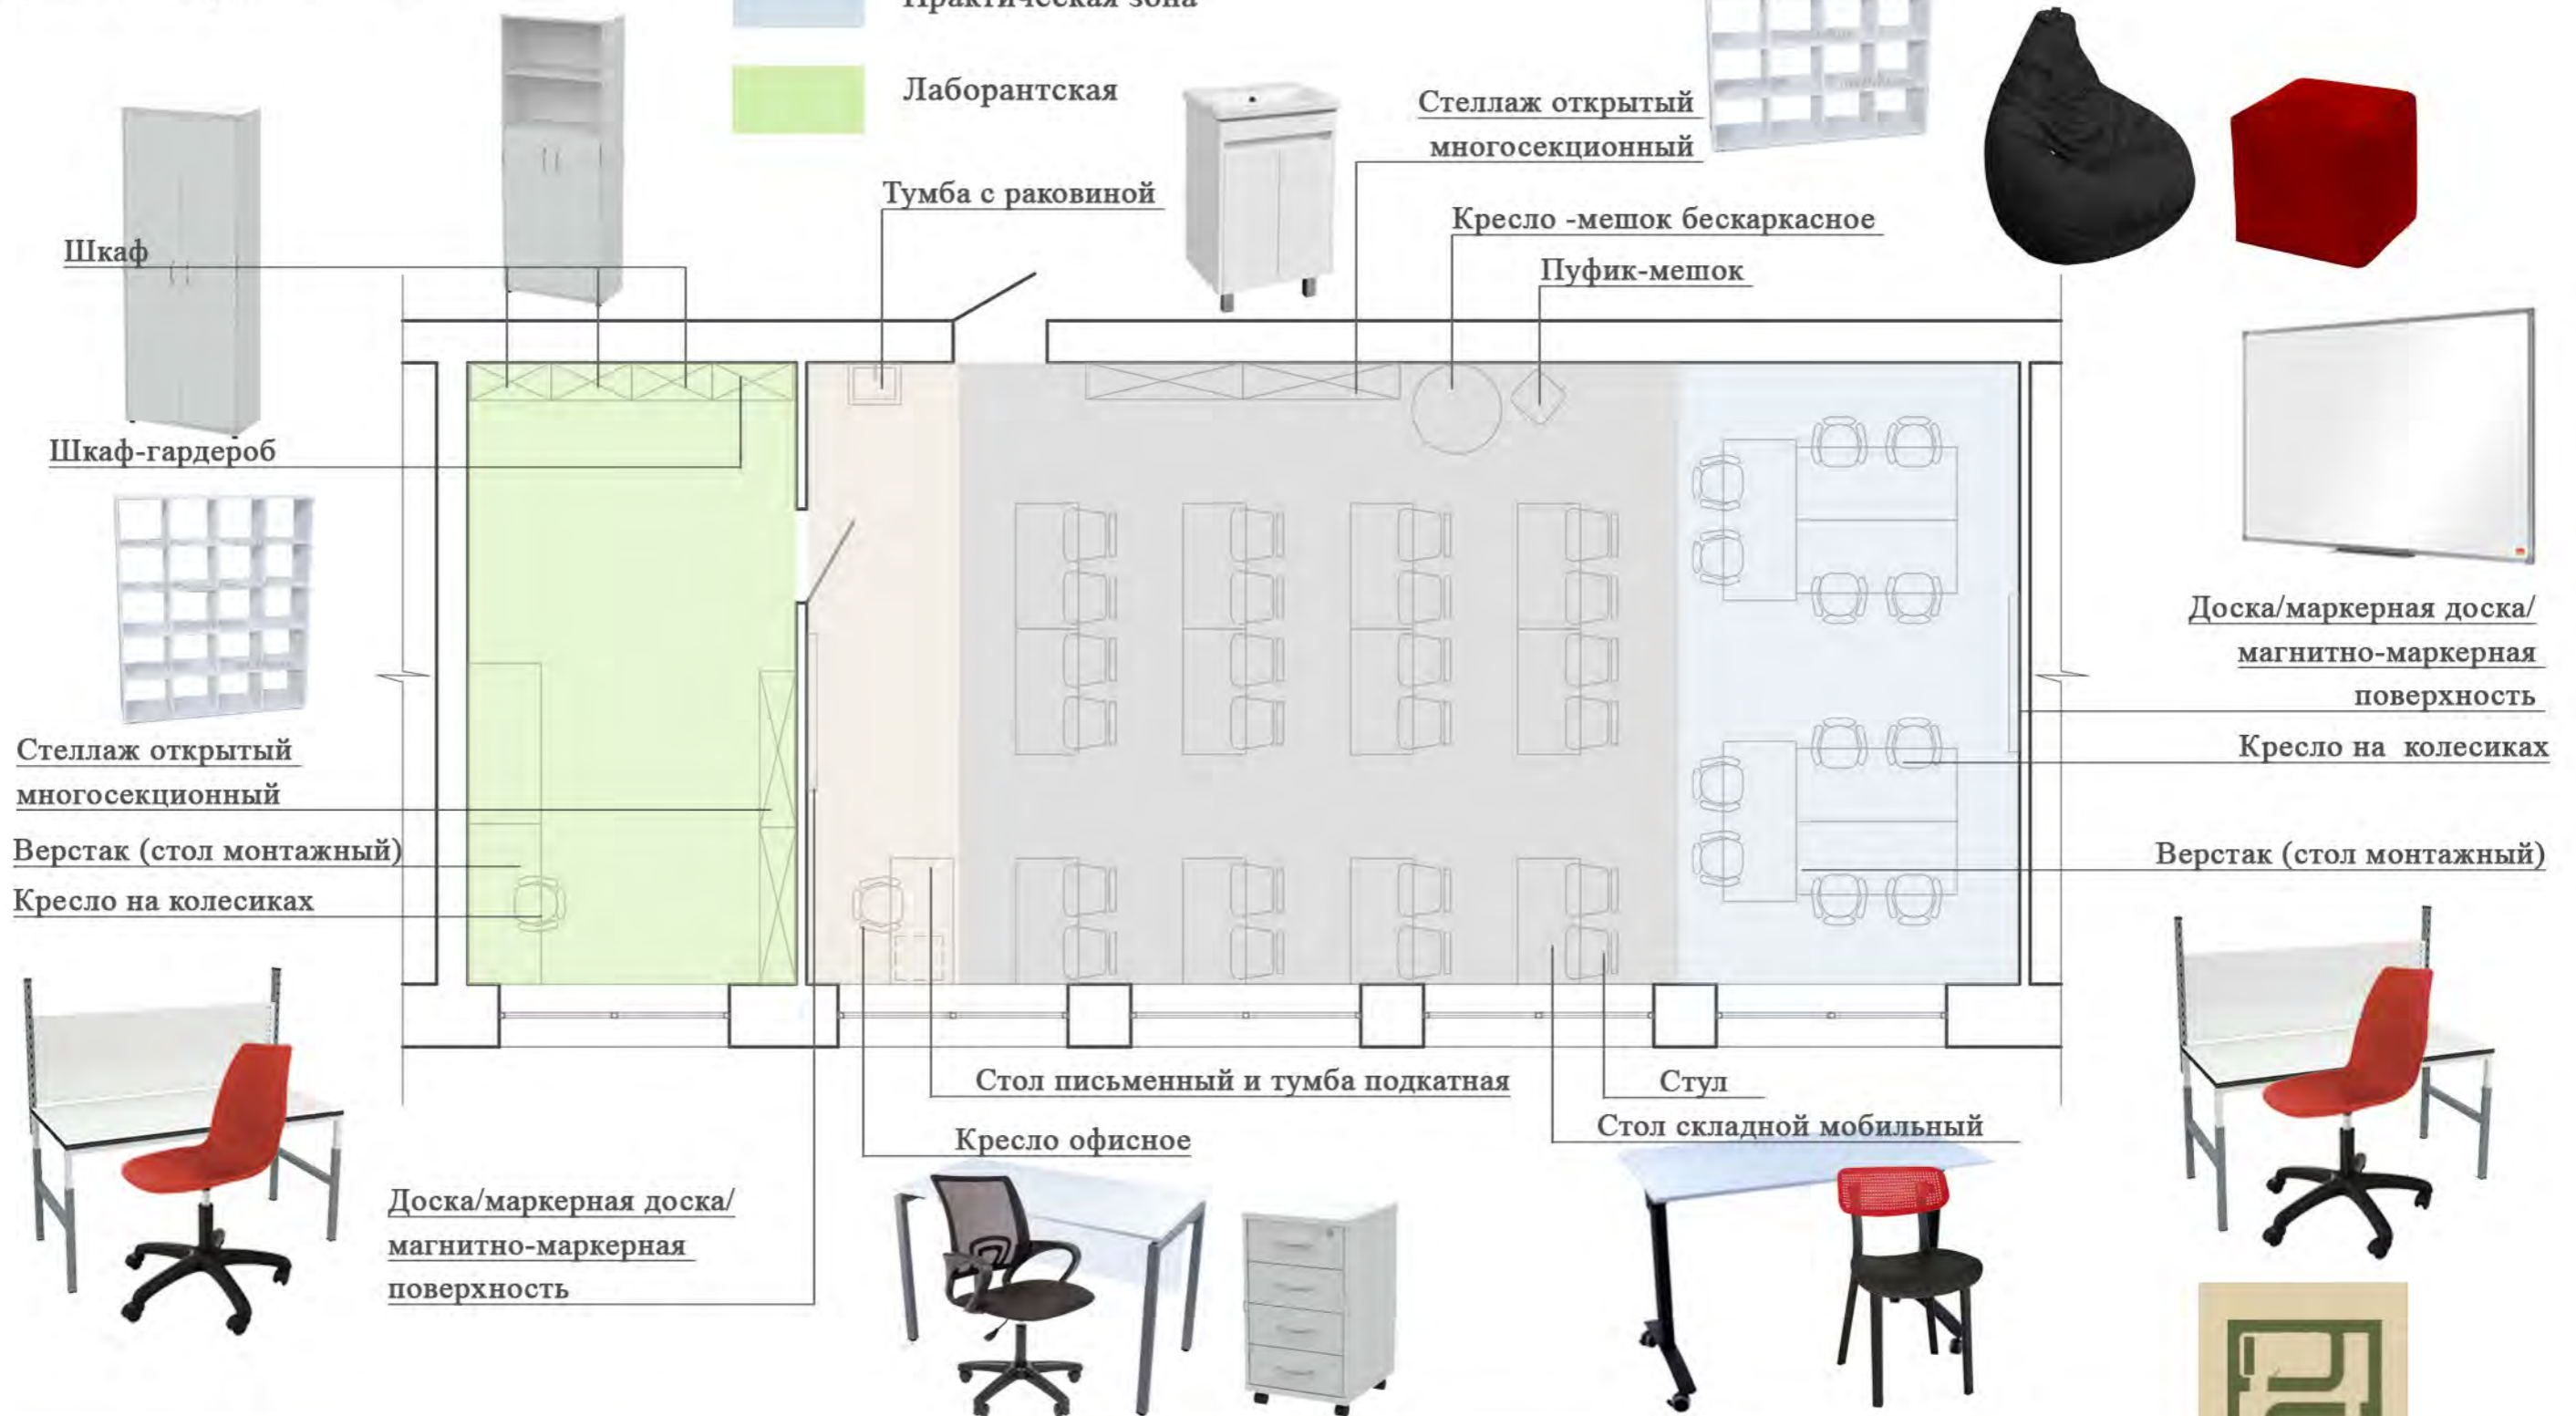 Практическая зона
Лаборантская
Стеллаж открытый
многосекционный
Тумба с раковиной
Кресло -мешок бескаркасное
Пуфик-мешок
Шкаф
Шкаф-гардероб
Доска/маркерная доска/
магнитно-маркерная
поверхность
Кресло на колесиках
Верстак (стол монтажный)
Стеллаж открытый
многосекционный
Верстак (стол монтажный)
Кресло на колесиках
Стол письменный и тумба подкатная
Стул
Стол складной мобильный
Кресло офисное
Доска/маркерная доска/
магнитно-маркерная
поверхность